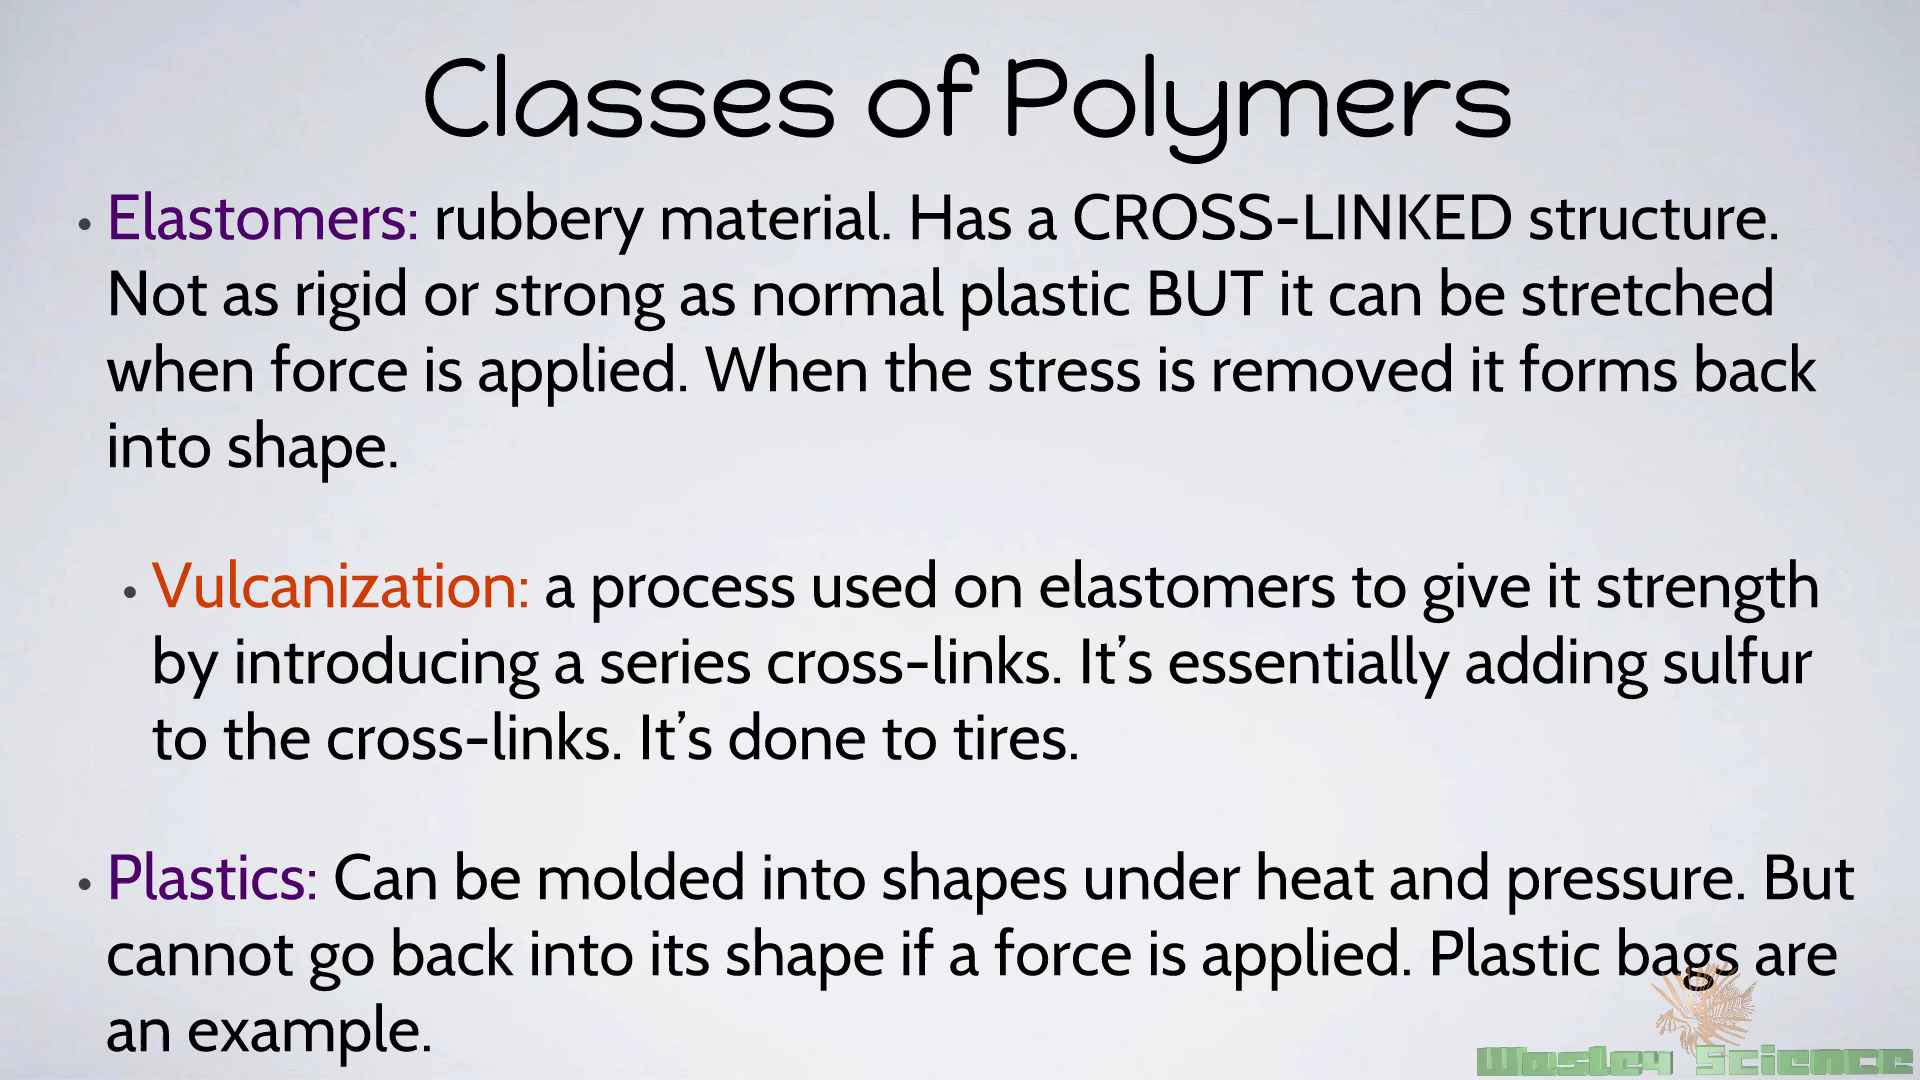 Classes of Polymers
• Elastomers: rubbery material. Has a CROSS-LINKED structure.
Not as rigid or strong as normal plastic BUT it can be stretched
when force is applied. When the stress is removed it forms back
into shape.
• Vulcanization: a process used on elastomers to give it strength
by introducing a series cross-links. It’s essentially adding sulfur
to the cross-links. It’s done to tires.
• Plastics: Can be molded into shapes under heat and pressure. But
cannot go back into its shape if a force is applied. Plastic bags are
an example.
Wasley Science